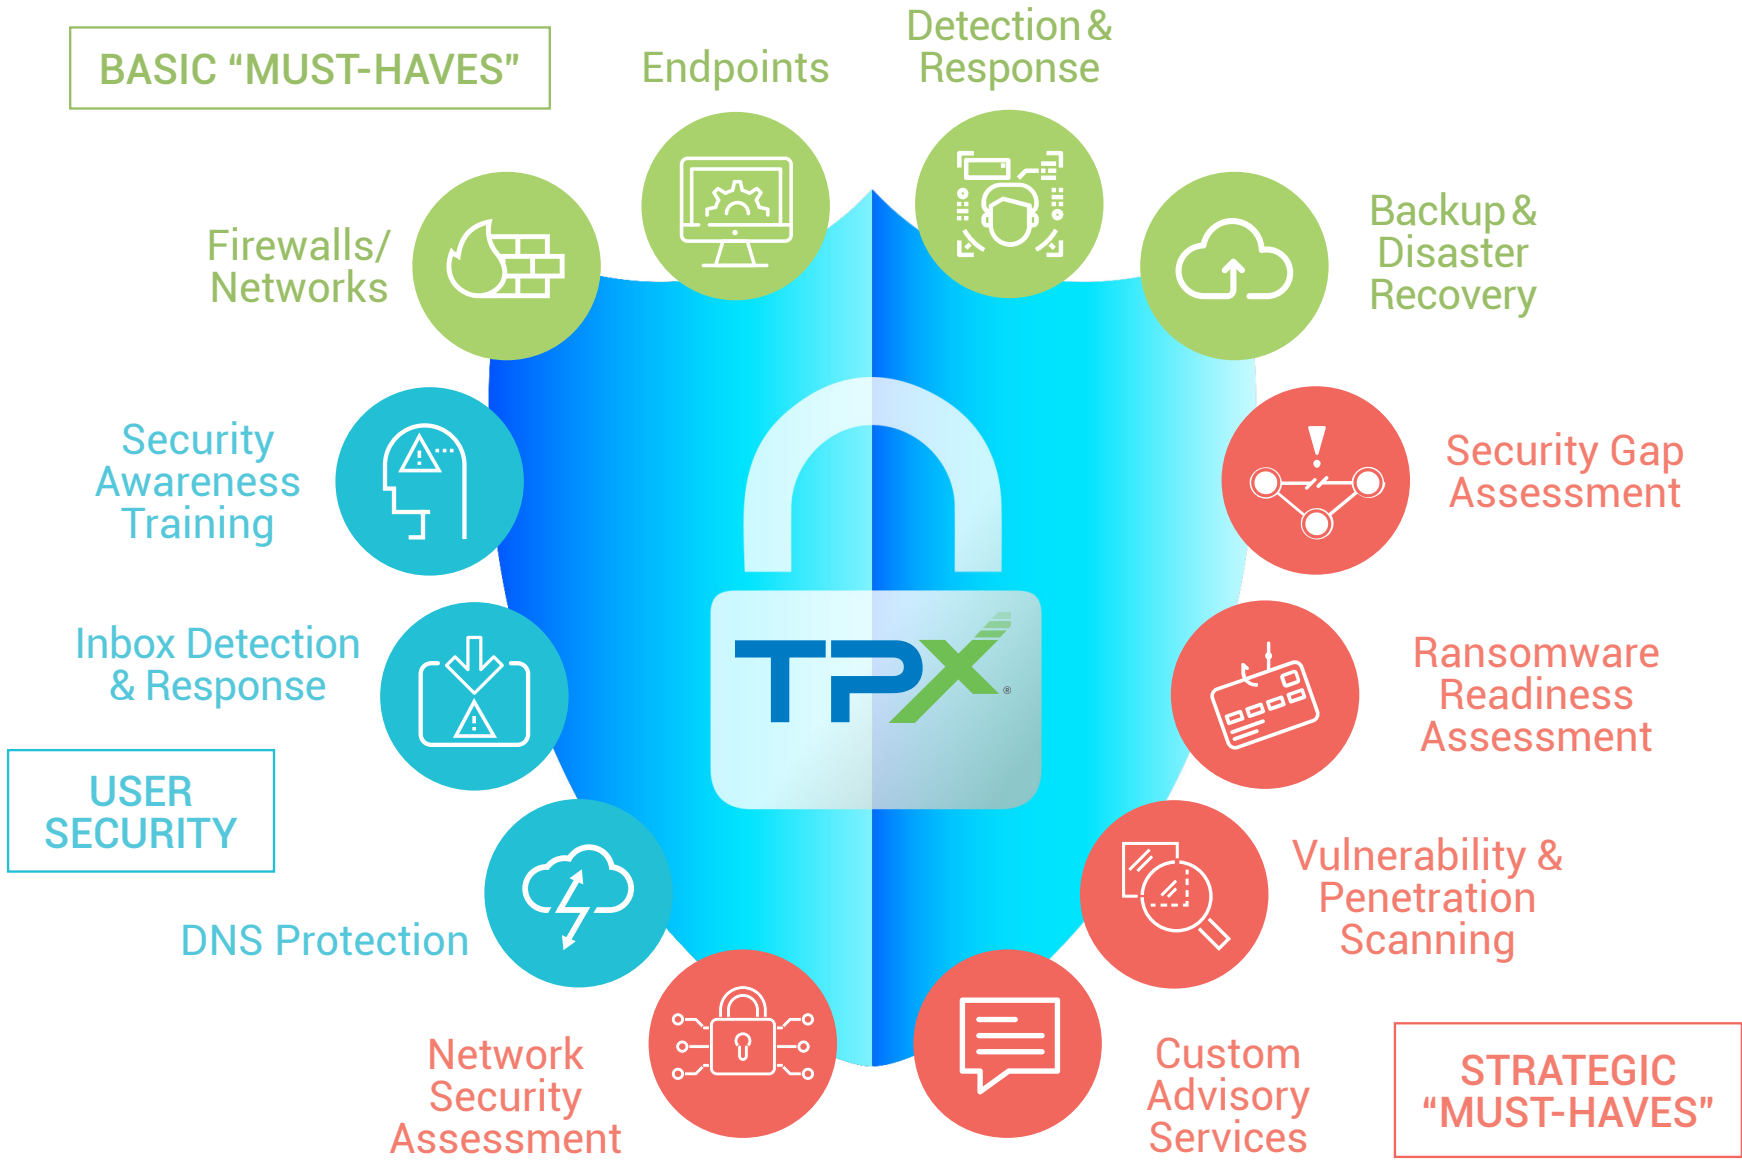 BASIC “MUST-HAVES”
Endpoints
Detection &
Response
Firewalls/
Networks
Backup &
Disaster
Recovery
Security
Awareness
Training
Security Gap
Assessment
Inbox Detection
& Response
Ransomware
Readiness
Assessment
TPX®
USER
SECURITY
Vulnerability &
Penetration
Scanning
DNS Protection
Network
Security
Assessment
Custom
Advisory
Services
STRATEGIC
“MUST-HAVES”